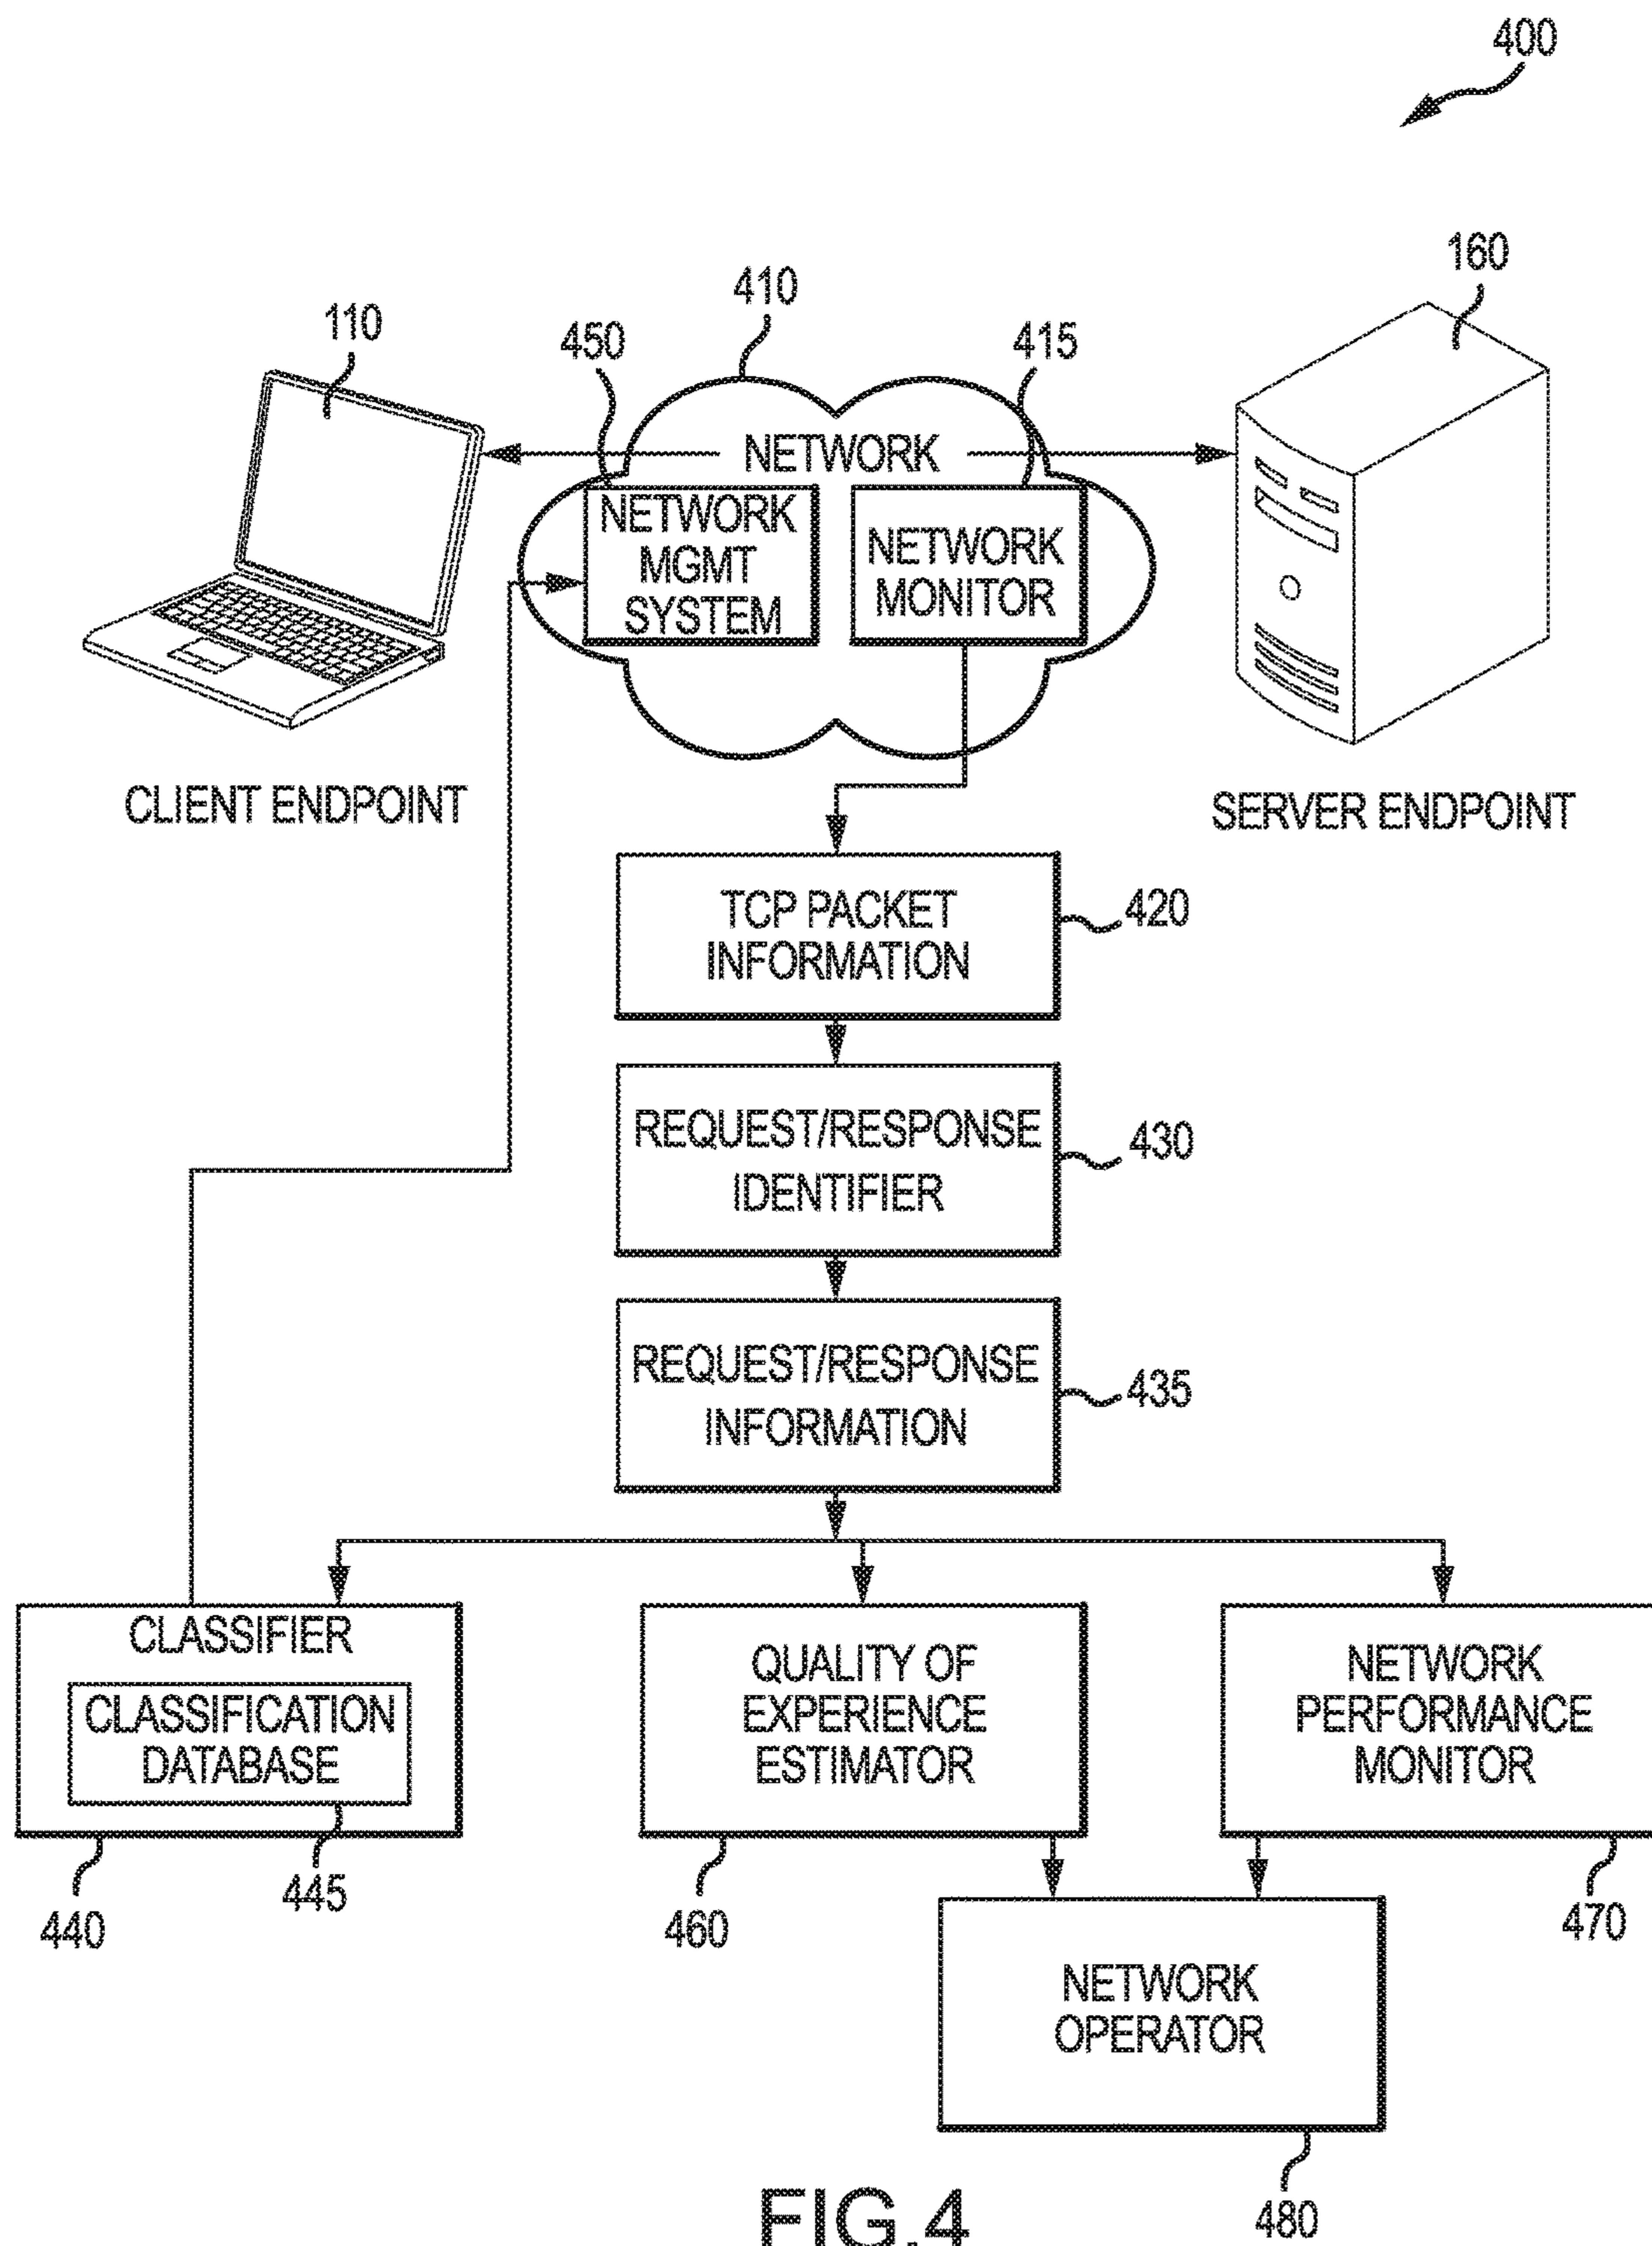 400
160
410
110
450
415
NETWORK
NETWORK
MGMT
SYSTEM
NETWORK
MONITOR
CLIENT ENDPOINT
SERVER ENDPOINT
TCP PACKET
INFORMATION
420
REQUEST/RESPONSE
IDENTIFIER
430
REQUEST/RESPONSE
INFORMATION
435
CLASSIFIER
CLASSIFICATION
DATABASE
QUALITY OF
EXPERIENCE
ESTIMATOR
NETWORK
PERFORMANCE
MONITOR
445
440
460
470
NETWORK
OPERATOR
480
FIG.4